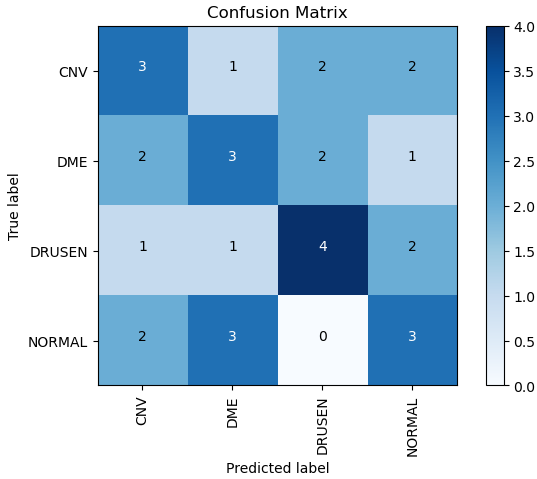 Confusion Matrix
True label
CNV 3 1 2 2
DME 2 3 2 1
DRUSEN 1 1 4 2
NORMAL 2 3 0 3
CNV DME DRUSEN NORMAL
Predicted label
4.0
3.5
3.0
2.5
2.0
1.5
1.0
0.5
0.0